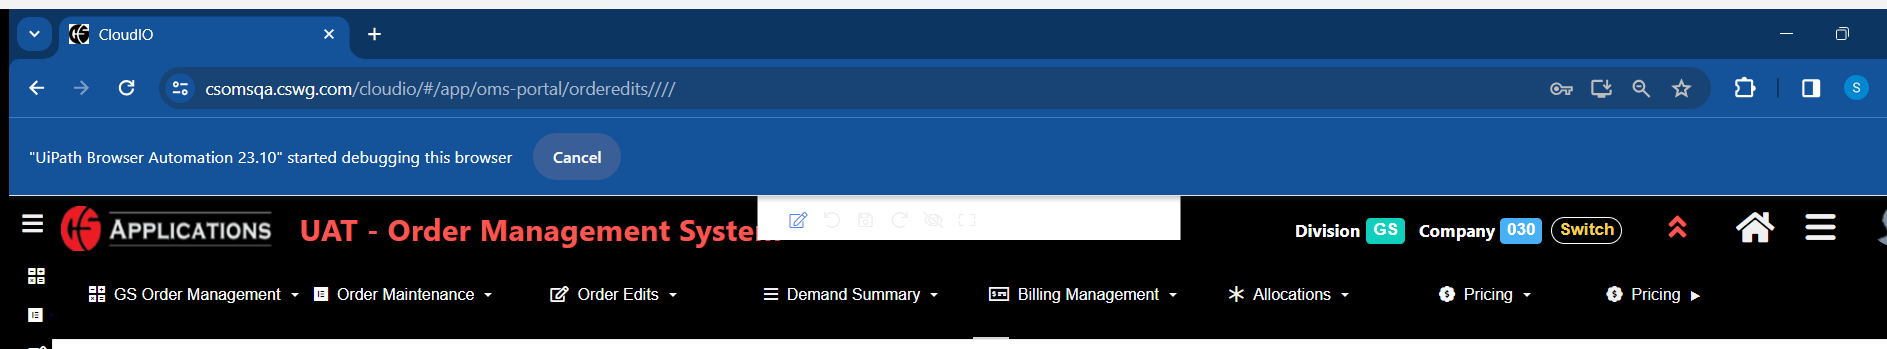 CloudIO
csomsqa.cswg.com/cloudio/#/app/oms-portal/orderedits////
S
"UiPath Browser Automation 23.10" started debugging this browser Cancel
APPLICATIONS UAT - Order Management System Division GS Company 030 Switch
GS Order Management Order Maintenance Order Edits Demand Summary Billing Management Allocations Pricing Pricing